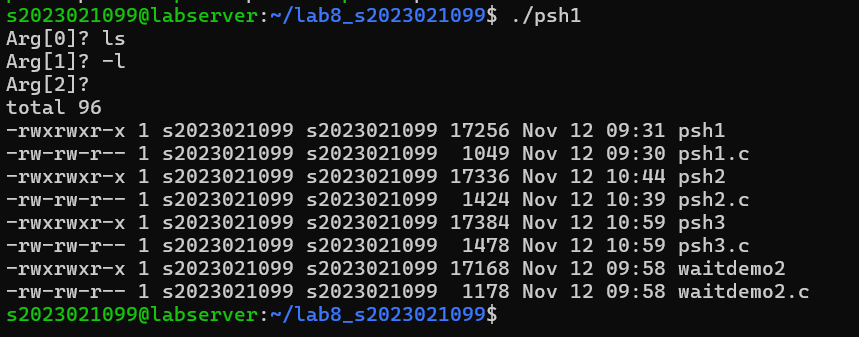 s2023021099@labserver:~/lab8_s2023021099$ ./psh1
Arg[0]? ls
Arg[1]? -l
Arg[2]?
total 96
-rwxrwxr-x 1 s2023021099 s2023021099 17256 Nov 12 09:31 psh1
-rw-rw-r-- 1 s2023021099 s2023021099  1049 Nov 12 09:30 psh1.c
-rwxrwxr-x 1 s2023021099 s2023021099 17336 Nov 12 10:44 psh2
-rw-rw-r-- 1 s2023021099 s2023021099  1424 Nov 12 10:39 psh2.c
-rwxrwxr-x 1 s2023021099 s2023021099 17384 Nov 12 10:59 psh3
-rw-rw-r-- 1 s2023021099 s2023021099  1478 Nov 12 10:59 psh3.c
-rwxrwxr-x 1 s2023021099 s2023021099 17168 Nov 12 09:58 waitdemo2
-rw-rw-r-- 1 s2023021099 s2023021099  1178 Nov 12 09:58 waitdemo2.c
s2023021099@labserver:~/lab8_s2023021099$